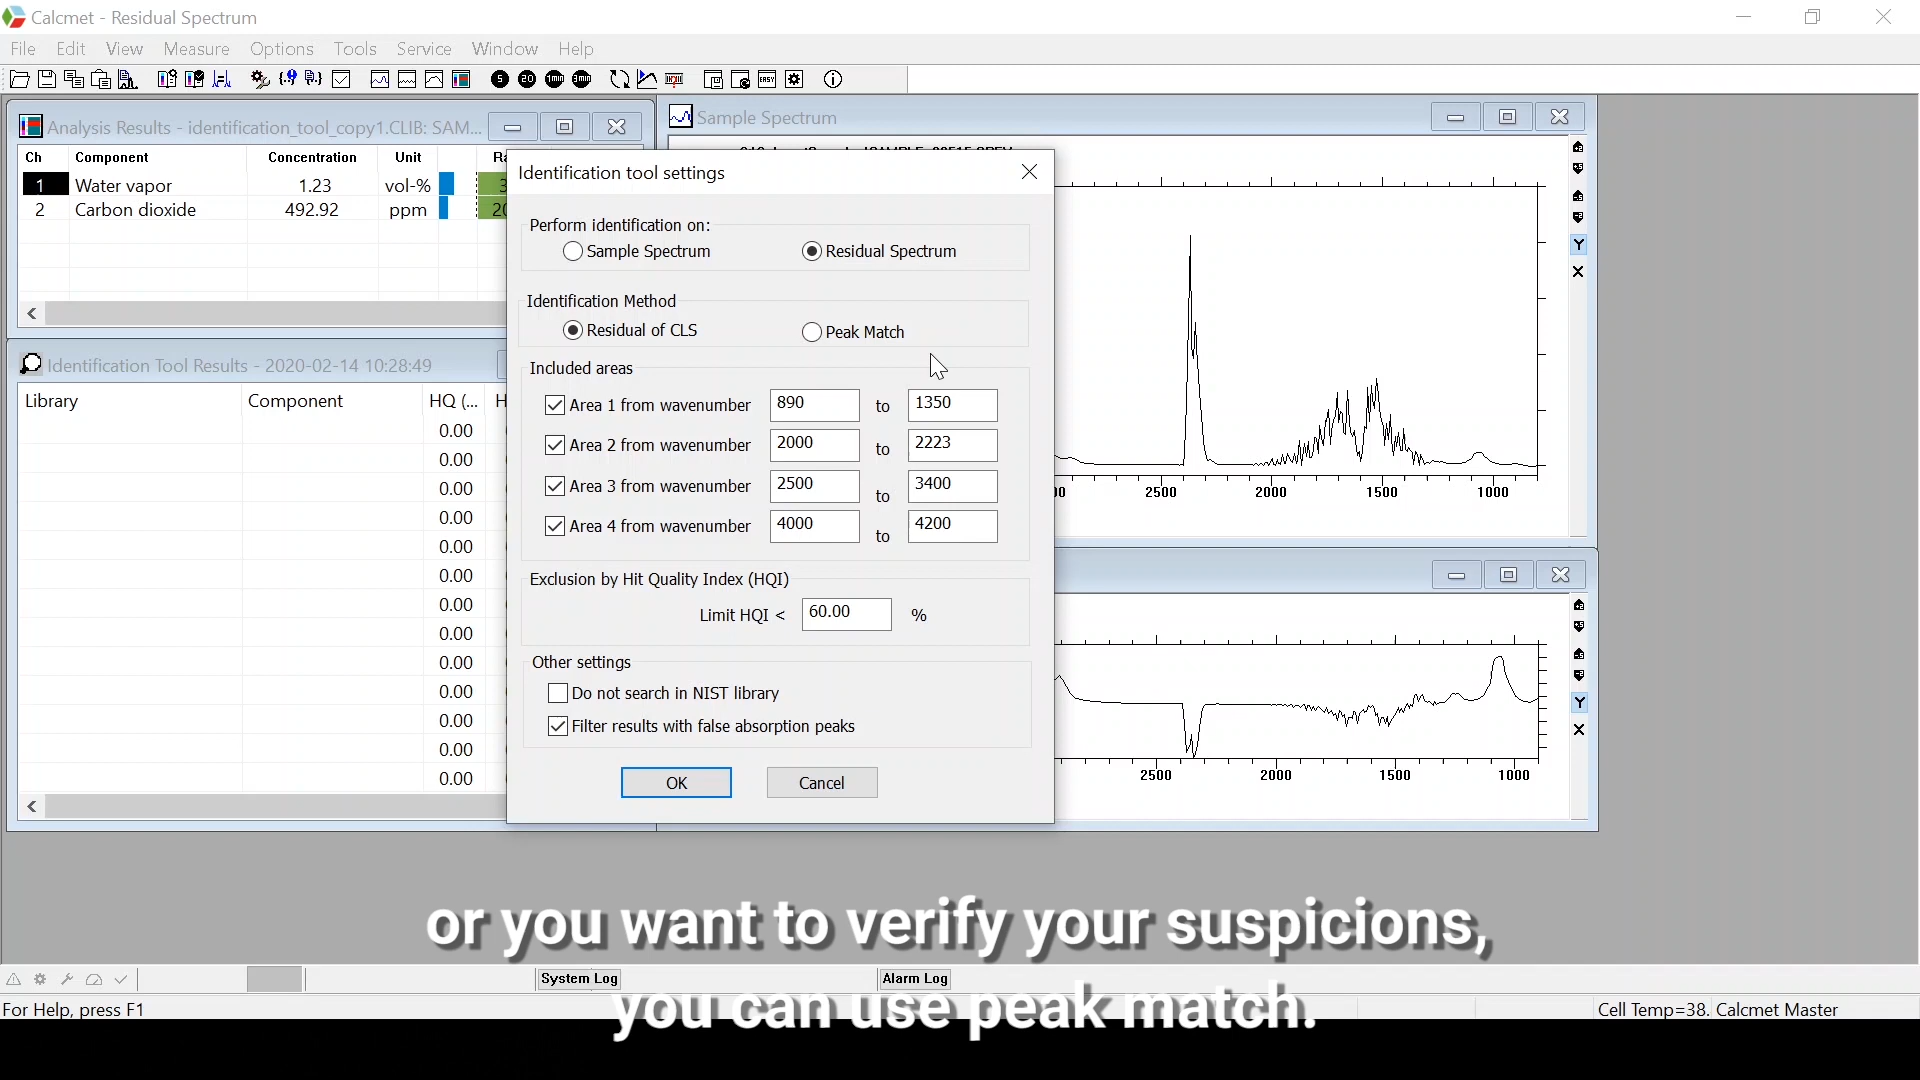 Calcmet - Residual Spectrum
File Edit View Measure Options Tools Service Window Help
5 20 1min 3min EASY
Analysis Results - identification_tool_copy1.CLIB: SAM...
Ch Component Concentration Unit
1 Water vapor 1.23 vol-%
2 Carbon dioxide 492.92 ppm
Identification Tool Results - 2020-02-14 10:28:49
Library Component HQ (...
0.00
0.00
0.00
0.00
0.00
0.00
0.00
0.00
0.00
0.00
0.00
0.00
0.00
Identification tool settings
Perform identification on:
Sample Spectrum Residual Spectrum
Identification Method
Residual of CLS Peak Match
Included areas
Area 1 from wavenumber 890 to 1350
Area 2 from wavenumber 2000 to 2223
Area 3 from wavenumber 2500 to 3400
Area 4 from wavenumber 4000 to 4200
Exclusion by Hit Quality Index (HQI)
Limit HQI < 60.00 %
Other settings
Do not search in NIST library
Filter results with false absorption peaks
OK Cancel
Sample Spectrum
Y
X
2500 2000 1500 1000
Y
X
2500 2000 1500 1000
or you want to verify your suspicions,
you can use peak match.
System Log Alarm Log
For Help, press F1
Cell Temp=38. Calcmet Master